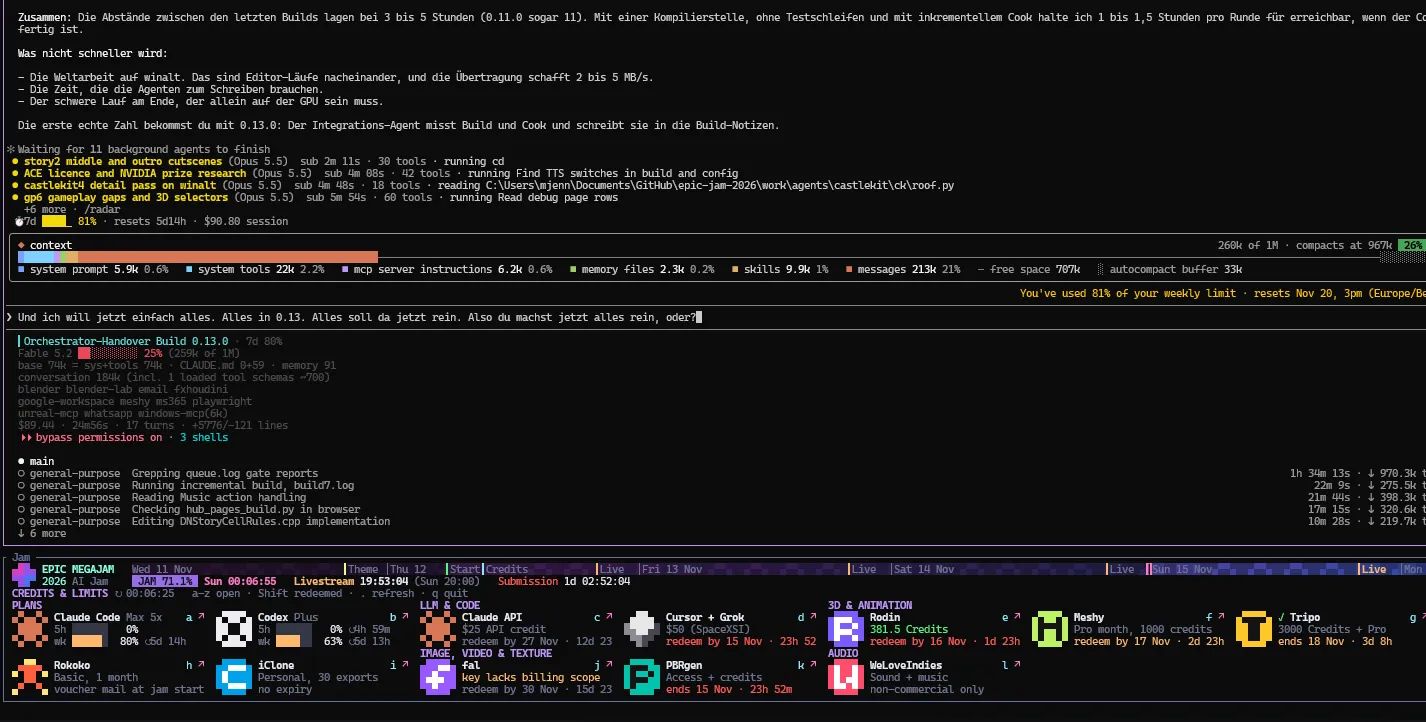 Zusammen: Die Abstände zwischen den letzten Builds lagen bei 3 bis 5 Stunden (0.11.0 sogar 11). Mit einer Kompilierstelle, ohne Testschleifen und mit inkrementellem Cook halte ich 1 bis 1,5 Stunden pro Runde für erreichbar, wenn der Co
fertig ist.
Was nicht schneller wird:
– Die Weltarbeit auf winalt. Das sind Editor-Läufe nacheinander, und die Übertragung schafft 2 bis 5 MB/s.
– Die Zeit, die die Agenten zum Schreiben brauchen.
– Der schwere Lauf am Ende, der allein auf der GPU sein muss.
Die erste echte Zahl bekommst du mit 0.13.0: Der Integrations-Agent misst Build und Cook und schreibt sie in die Build-Notizen.
Waiting for 11 background agents to finish
● story2 middle and outro cutscenes (Opus 5.5) sub 2m 11s · 30 tools · running cd
● ACE licence and NVIDIA prize research (Opus 5.5) sub 4m 08s · 42 tools · running Find TTS switches in build and config
● castlekit4 detail pass on winalt (Opus 5.5) sub 4m 48s · 18 tools · reading C:\Users\mjenn\Documents\GitHub\epic-jam-2026\work\agents\castlekit\ck\roof.py
● gp6 gameplay gaps and 3D selectors (Opus 5.5) sub 5m 54s · 60 tools · running Read debug page rows
+6 more · /radar
7d 81% · resets 5d14h · $90.80 session
◆ context 260k of 1M · compacts at 967k 26%
■ system prompt 5.9k 0.6% ■ system tools 22k 2.2% ■ mcp server instructions 6.2k 0.6% ■ memory files 2.3k 0.2% ■ skills 9.9k 1% ■ messages 213k 21% — free space 707k ░ autocompact buffer 33k
You've used 81% of your weekly limit · resets Nov 20, 3pm (Europe/Be
❯ Und ich will jetzt einfach alles. Alles in 0.13. Alles soll da jetzt rein. Also du machst jetzt alles rein, oder?
Orchestrator-Handover Build 0.13.0 · 7d 80%
Fable 5.2 25% (259k of 1M)
base 74k = sys+tools 74k · CLAUDE.md 0+59 · memory 91
conversation 184k (incl. 1 loaded tool schemas ~700)
blender blender-lab email fxhoudini
google-workspace meshy ms365 playwright
unreal-mcp whatsapp windows-mcp(6k)
$89.44 · 24m56s · 17 turns · +5776/-121 lines
⏵⏵ bypass permissions on · 3 shells
● main
○ general-purpose Grepping queue.log gate reports 1h 34m 13s · ↓ 970.3k t
○ general-purpose Running incremental build, build7.log 22m 9s · ↓ 275.5k t
○ general-purpose Reading Music action handling 21m 44s · ↓ 398.3k t
○ general-purpose Checking hub_pages_build.py in browser 17m 15s · ↓ 320.6k t
○ general-purpose Editing DNStoryCellRules.cpp implementation 10m 28s · ↓ 219.7k t
↓ 6 more
Jam
EPIC MEGAJAM Wed 11 Nov Theme Thu 12 Start Credits Live Fri 13 Nov Live Sat 14 Nov Live Sun 15 Nov Live Mon
2026 AI Jam JAM 71.1% Sun 00:06:55 Livestream 19:53:04 (Sun 20:00) Submission 1d 02:52:04
CREDITS & LIMITS ↻ 00:06:25 a-z open · Shift redeemed · . refresh · q quit
PLANS LLM & CODE 3D & ANIMATION
Claude Code Max 5x a ↗ Codex Plus b ↗ Claude API c ↗ Cursor + Grok d ↗ Rodin e ↗ Meshy f ↗ √ Tripo g ↗
5h 0% 5h 0% ↺4h 59m $25 API credit $50 (SpaceXSI) 381.5 Credits Pro month, 1000 credits 3000 Credits + Pro
wk 80% ↺5d 14h wk 63% ↺5d 13h redeem by 27 Nov · 12d 23 redeem by 15 Nov · 23h 52 redeem by 16 Nov · 1d 23h redeem by 17 Nov · 2d 23h ends 18 Nov · 3d 8h
IMAGE, VIDEO & TEXTURE AUDIO
Rokoko h ↗ iClone i ↗ fal j ↗ PBRgen k ↗ WeLoveIndies l ↗
Basic, 1 month Personal, 30 exports key lacks billing scope Access + credits Sound + music
voucher mail at jam start no expiry redeem by 30 Nov · 15d 23 ends 15 Nov · 23h 52m non-commercial only